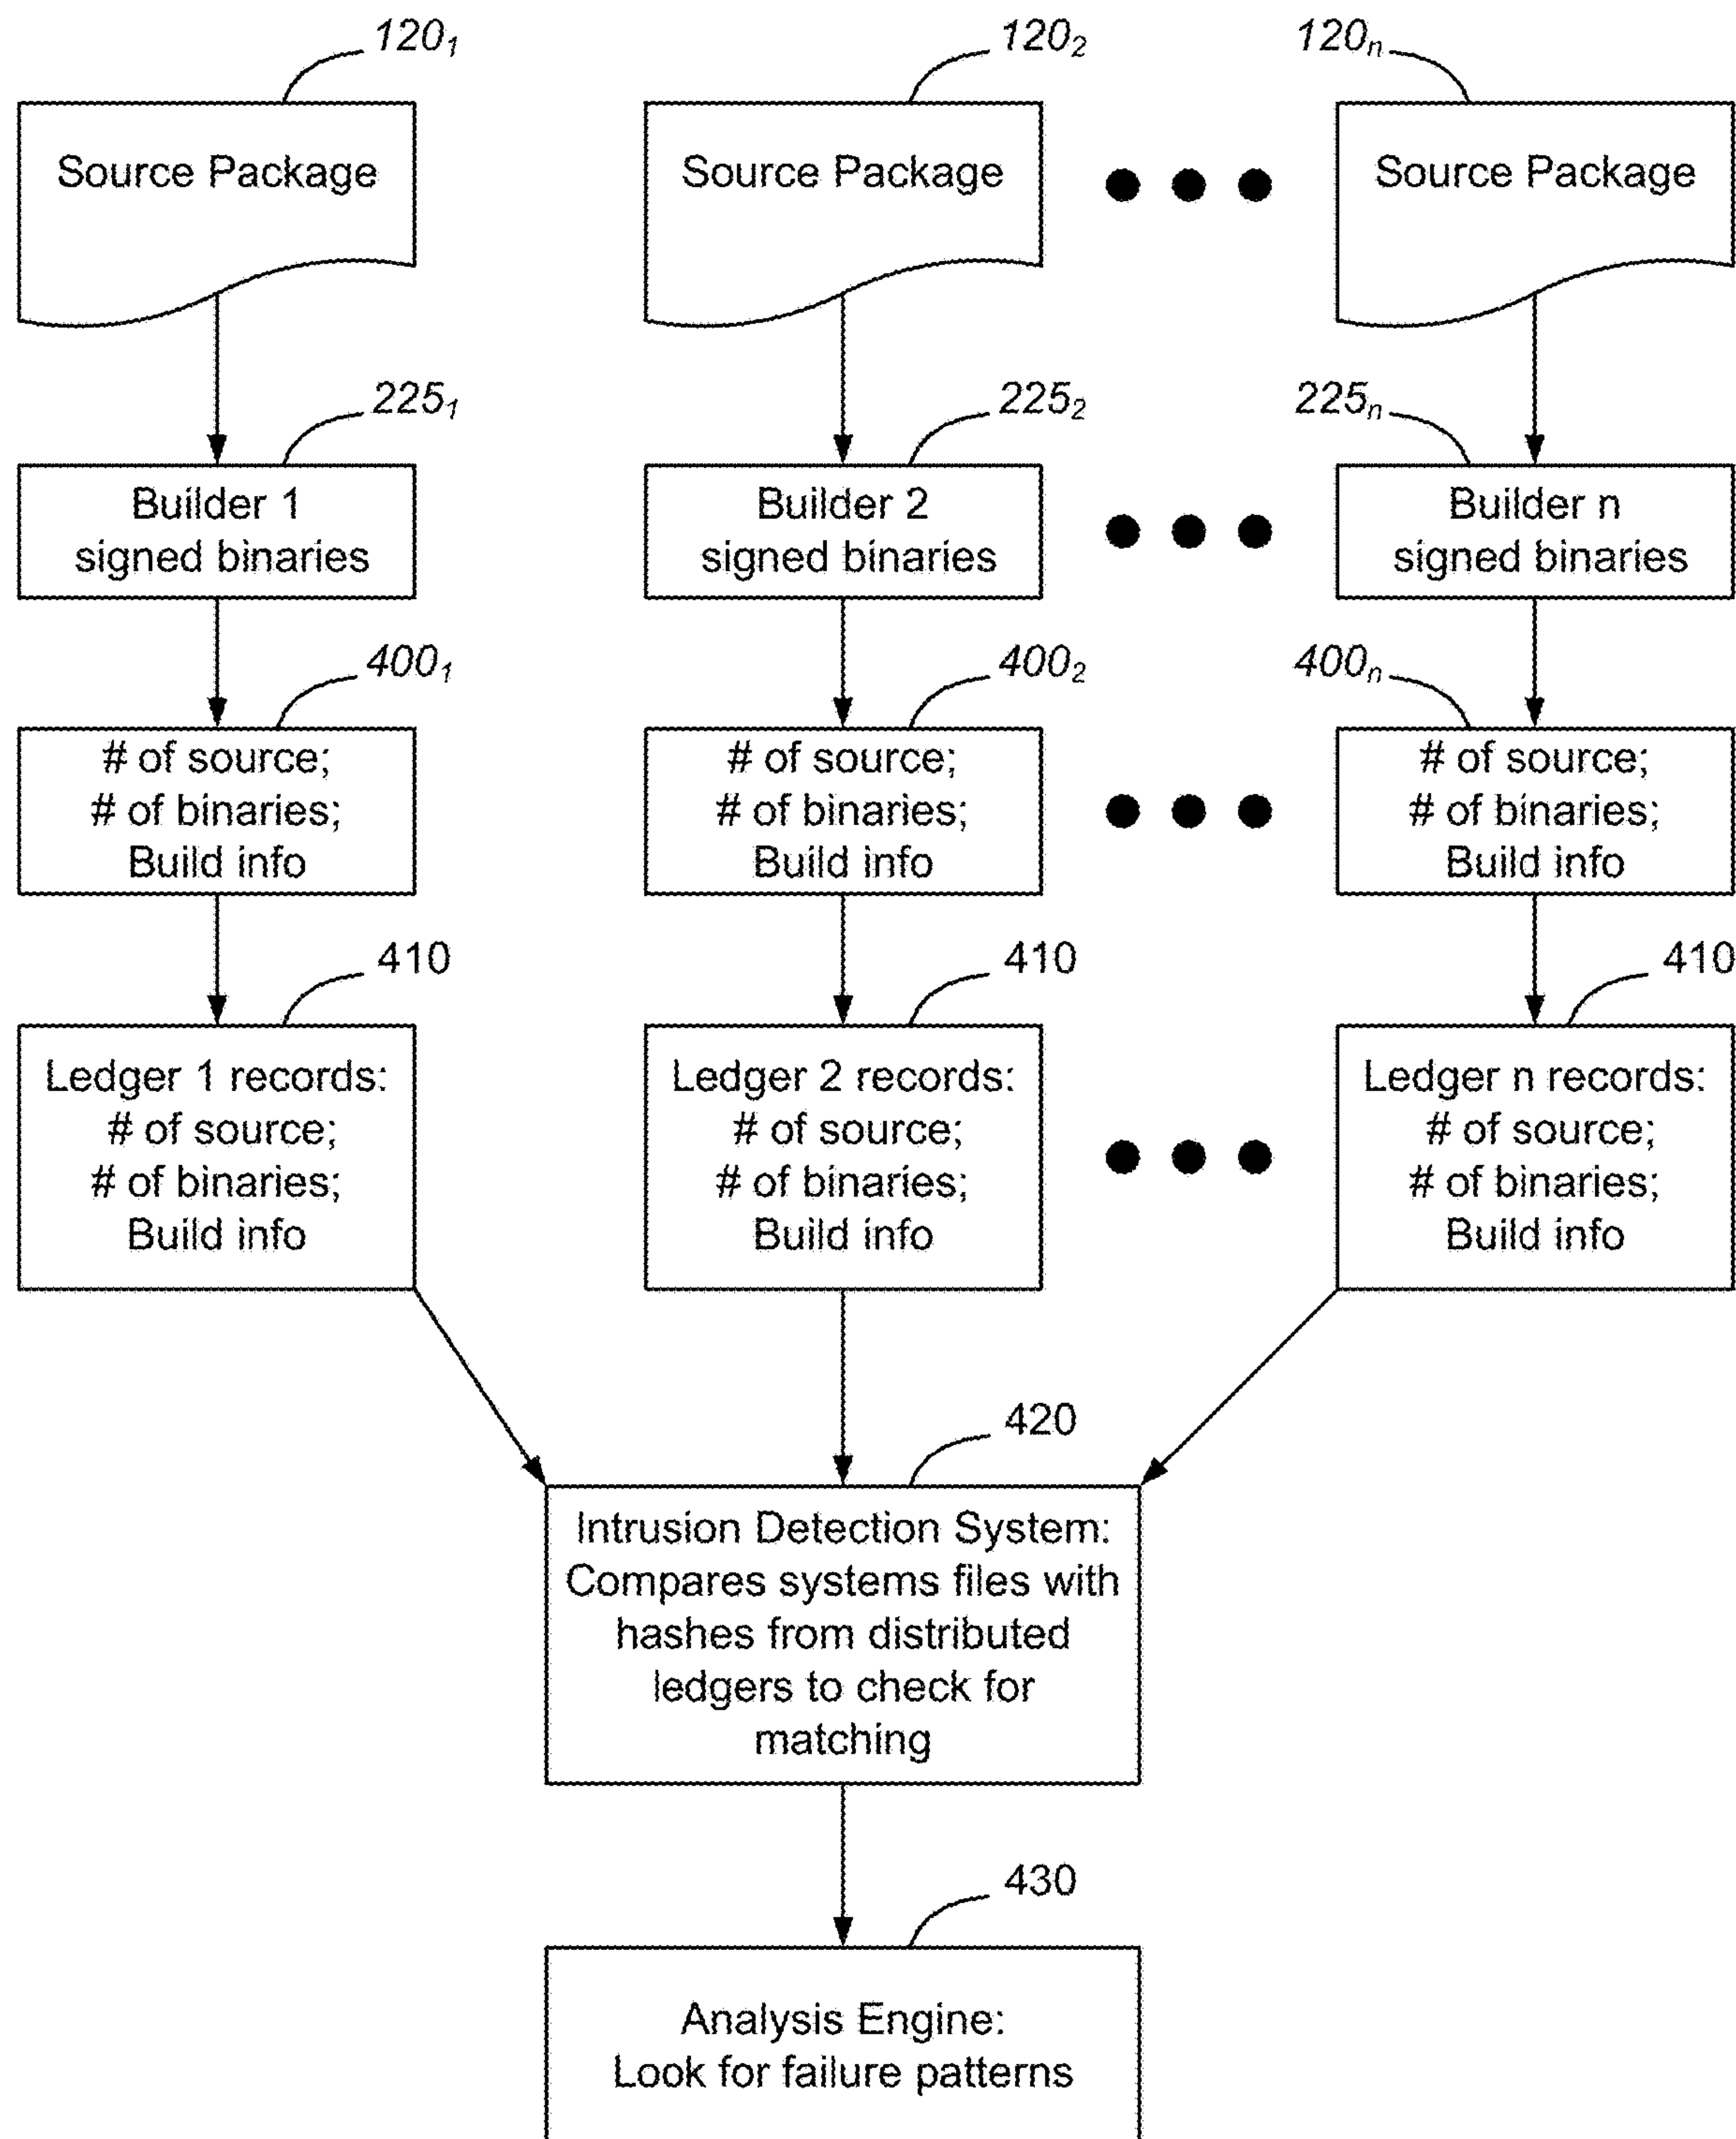 120₁ 120₂ 120ₙ
Source Package Source Package Source Package
225₁ 225₂ 225ₙ
Builder 1 Builder 2 Builder n
signed binaries signed binaries signed binaries
400₁ 400₂ 400ₙ
# of source; # of source; # of source;
# of binaries; # of binaries; # of binaries;
Build info Build info Build info
410 410 410
Ledger 1 records: Ledger 2 records: Ledger n records:
# of source; # of source; # of source;
# of binaries; # of binaries; # of binaries;
Build info Build info Build info
420
Intrusion Detection System:
Compares systems files with
hashes from distributed
ledgers to check for
matching
430
Analysis Engine:
Look for failure patterns